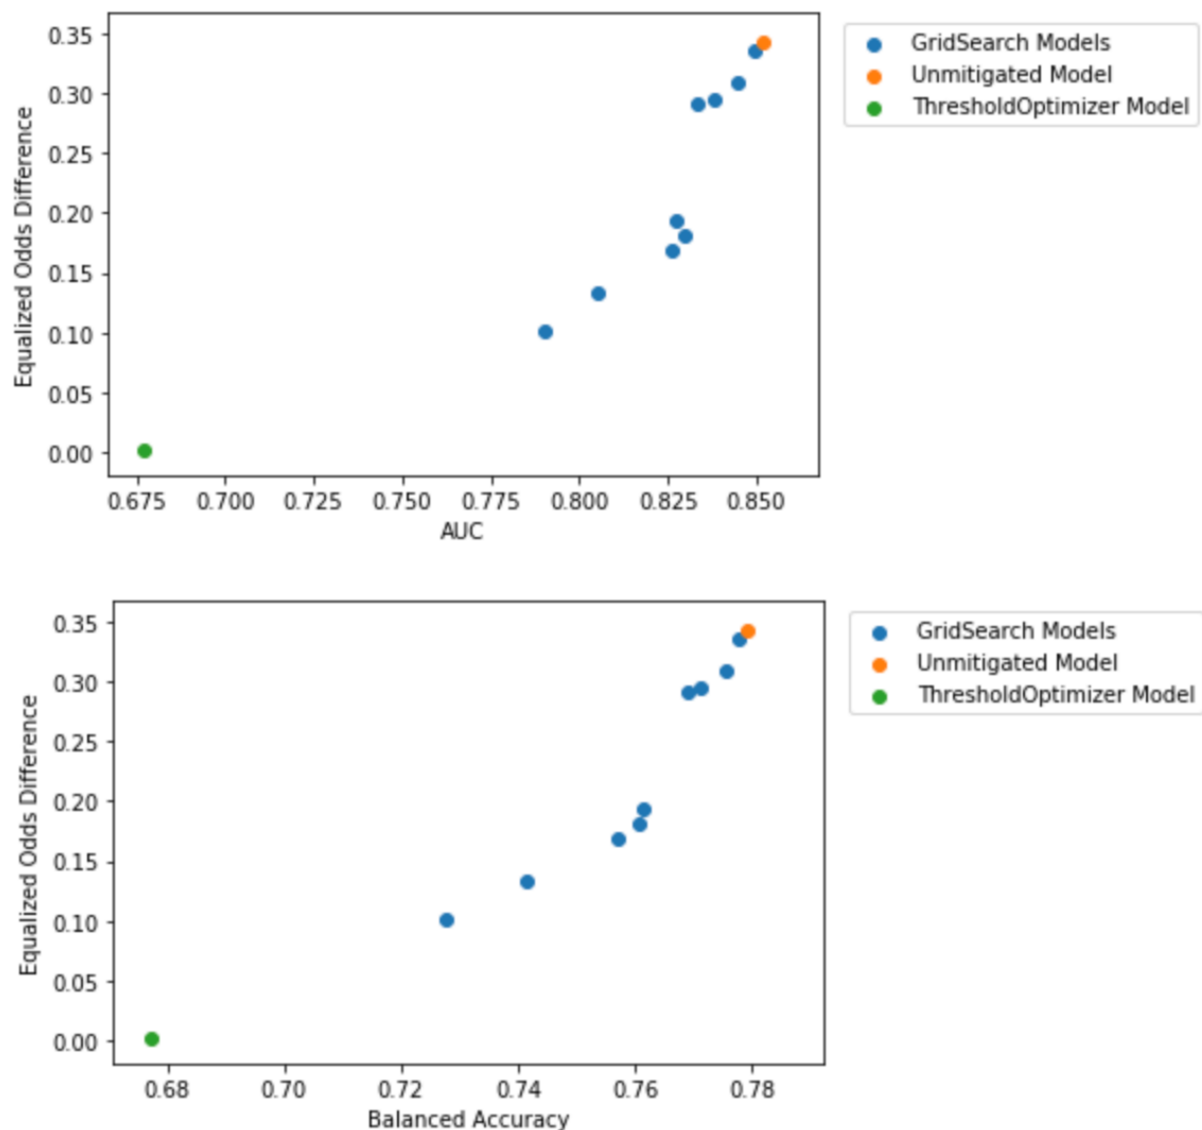 0.35
0.30
0.25
0.20
0.15
0.10
0.05
0.00
Equalized Odds Difference
0.675 0.700 0.725 0.750 0.775 0.800 0.825 0.850
AUC
GridSearch Models
Unmitigated Model
ThresholdOptimizer Model
0.35
0.30
0.25
0.20
0.15
0.10
0.05
0.00
Equalized Odds Difference
0.68 0.70 0.72 0.74 0.76 0.78
Balanced Accuracy
GridSearch Models
Unmitigated Model
ThresholdOptimizer Model